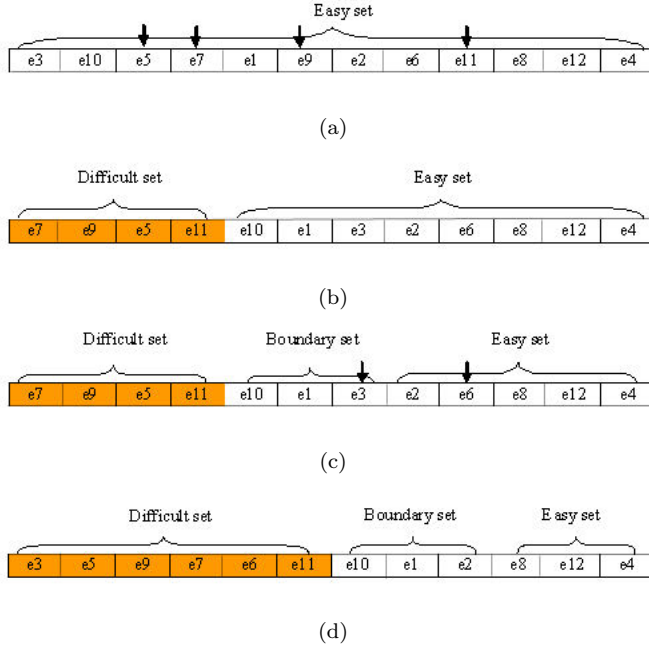 Easy set
e3 e10 e5 e7 e1 e9 e2 e6 e11 e8 e12 e4
(a)
Difficult set Easy set
e7 e9 e5 e11 e10 e1 e3 e2 e6 e8 e12 e4
(b)
Difficult set Boundary set Easy set
e7 e9 e5 e11 e10 e1 e3 e2 e6 e8 e12 e4
(c)
Difficult set Boundary set Easy set
e3 e5 e9 e7 e6 e11 e10 e1 e2 e8 e12 e4
(d)